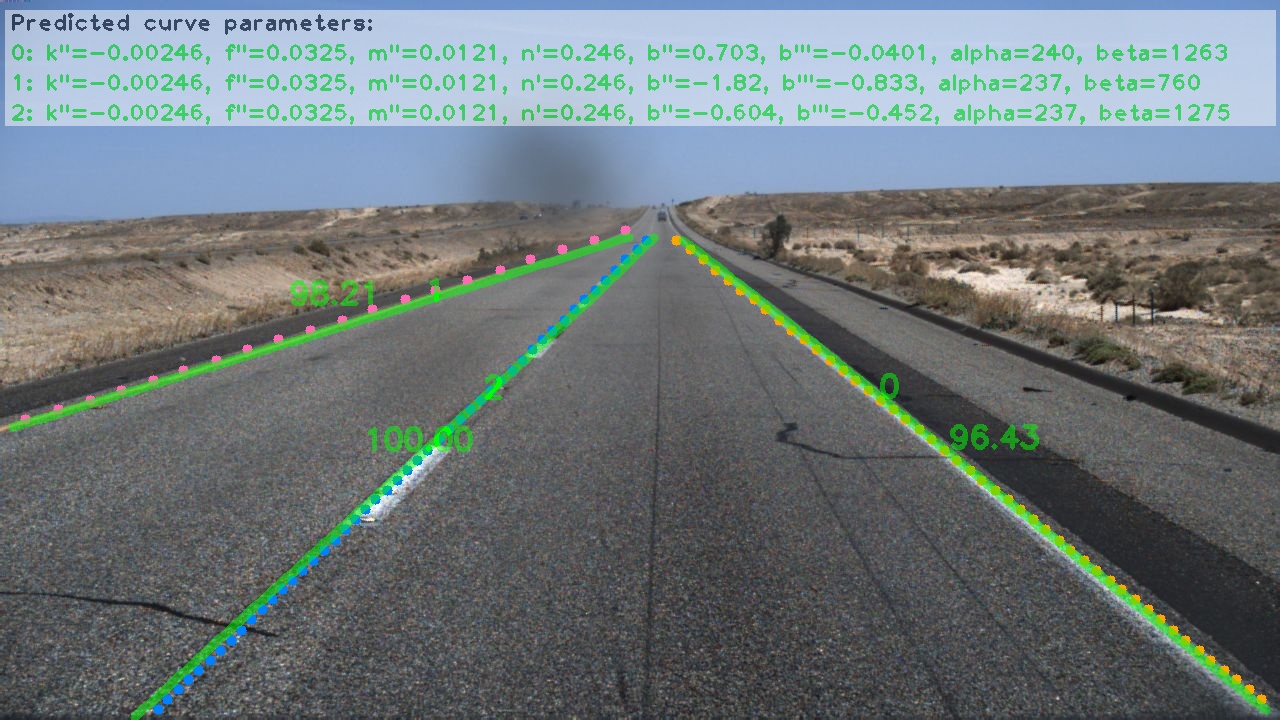 Predicted curve parameters:
0: k''=-0.00246, f''=0.0325, m''=0.0121, n'=0.246, b''=0.703, b'''=-0.0401, alpha=240, beta=1263
1: k''=-0.00246, f''=0.0325, m''=0.0121, n'=0.246, b''=-1.82, b'''=-0.833, alpha=237, beta=760
2: k''=-0.00246, f''=0.0325, m''=0.0121, n'=0.246, b''=-0.604, b'''=-0.452, alpha=237, beta=1275
98.21 1
2 0
100.00 96.43